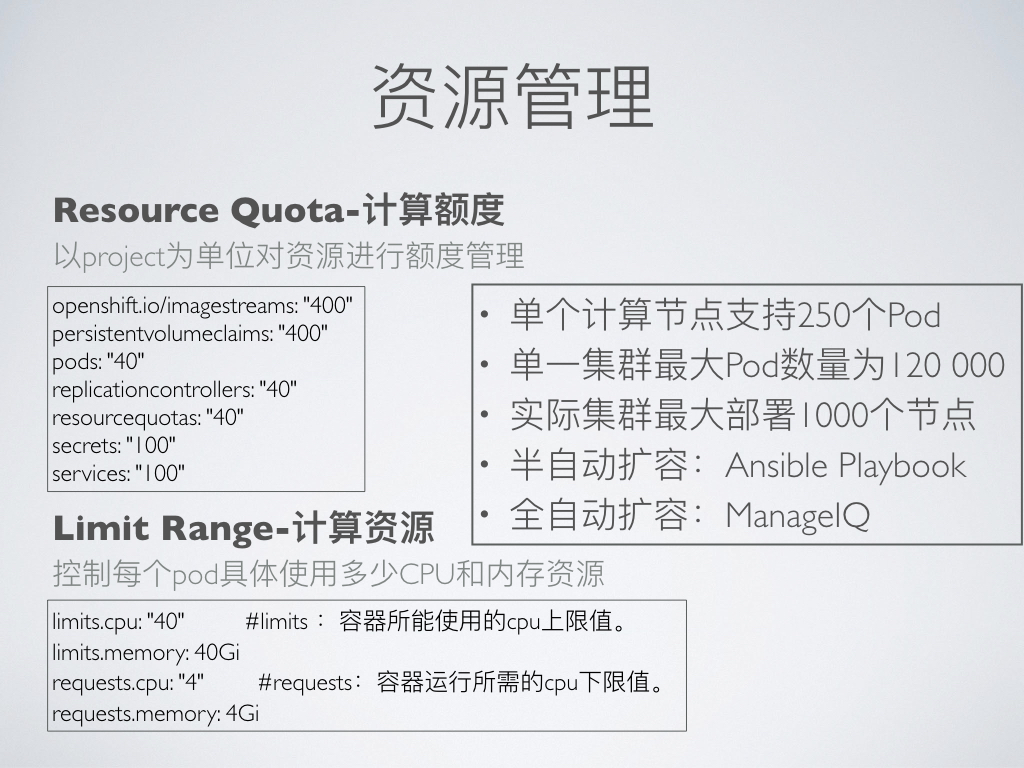 资源管理
Resource Quota-计算额度
以project为单位对资源进行额度管理
openshift.io/imagestreams: "400"
persistentvolumeclaims: "400"
pods: "40"
replicationcontrollers: "40"
resourcequotas: "40"
secrets: "100"
services: "100"
• 单个计算节点支持250个Pod
• 单一集群最大Pod数量为120 000
• 实际集群最大部署1000个节点
• 半自动扩容：Ansible Playbook
• 全自动扩容：ManageIQ
Limit Range-计算资源
控制每个pod具体使用多少CPU和内存资源
limits.cpu: "40" #limits ：容器所能使用的cpu上限值。
limits.memory: 40Gi
requests.cpu: "4" #requests：容器运行所需的cpu下限值。
requests.memory: 4Gi